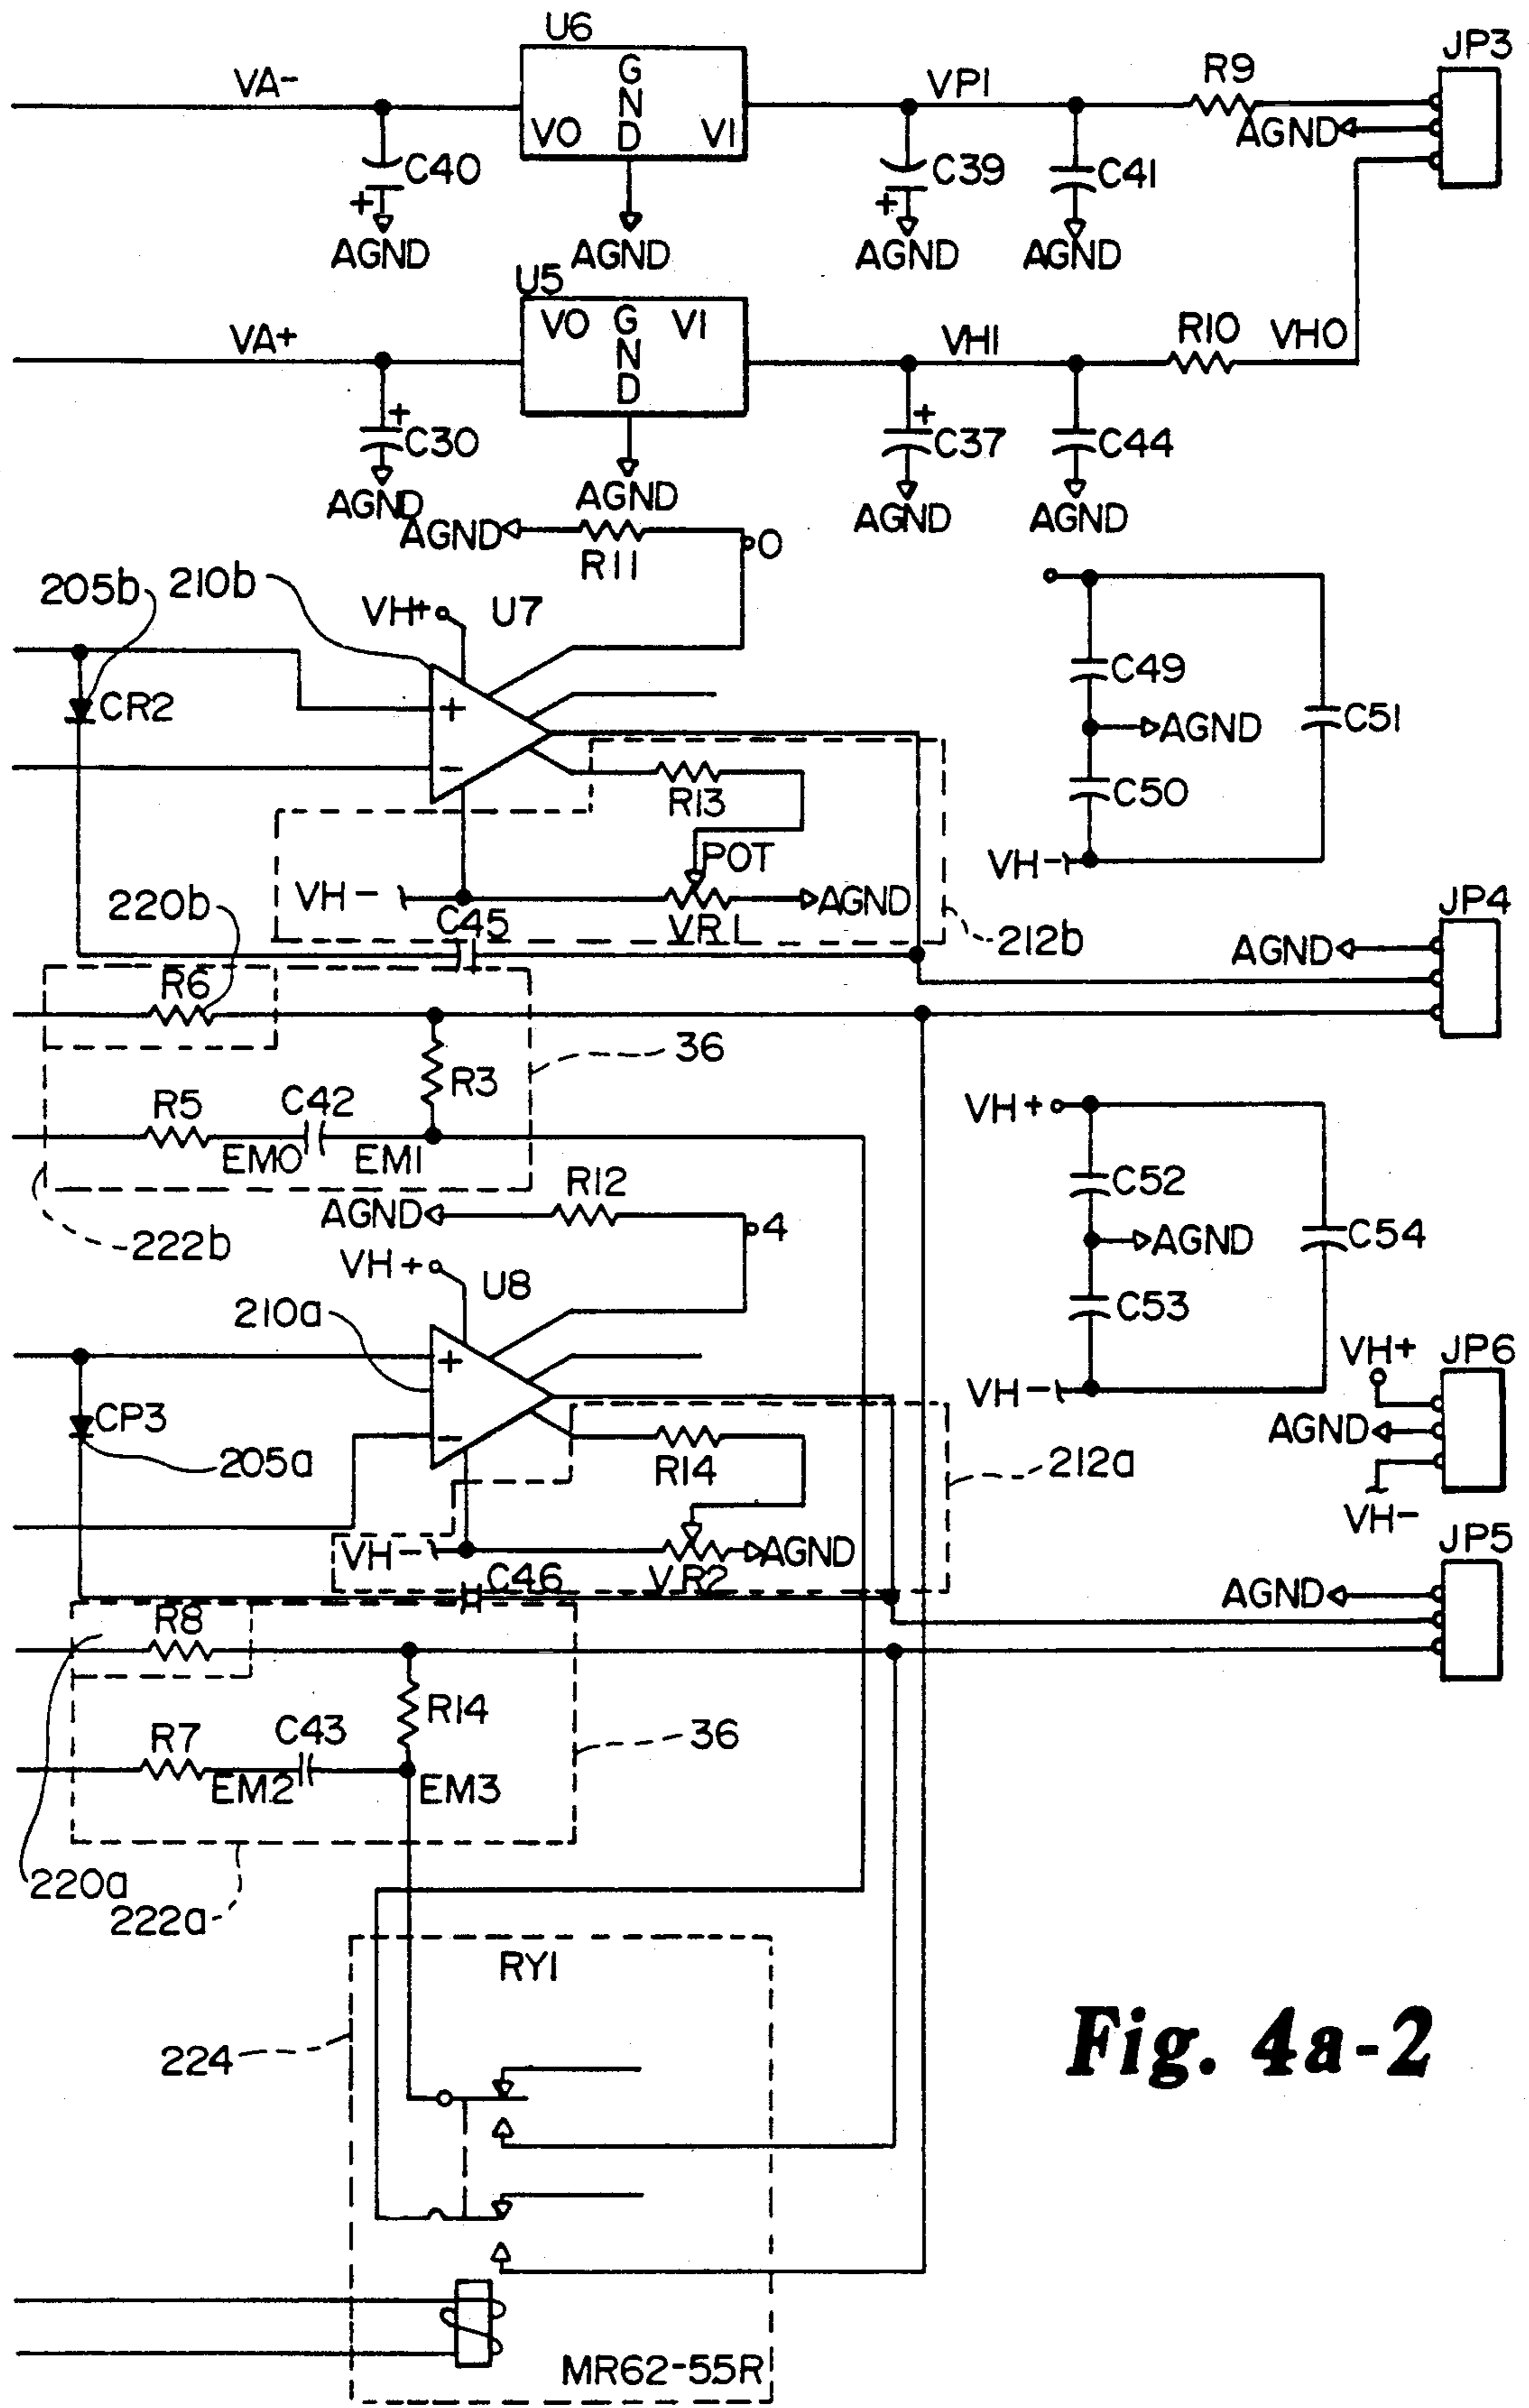 U6
JP3
VA-
G
N
D
VO
VI
VP1
R9
AGND
C40
+
C39
+
C41
AGND
AGND
AGND
AGND
U5
VA+
VO
G
N
D
VI
VH1
R10
VHO
+
C30
+
C37
C44
AGND
AGND
AGND
AGND
AGND
R11
0
205b
210b
VH+
U7
CR2
+
-
C49
AGND
C51
C50
VH-
R13
POT
VH-
AGND
VR1
220b
C45
212b
JP4
AGND
R6
36
R3
R5
C42
EMO
EM1
VH+
C52
AGND
C54
C53
VH-
222b
AGND
R12
4
VH+
U8
210a
+
-
CP3
205a
R14
212a
VH+
JP6
AGND
VH-
VH-
AGND
C46
VR2
JP5
AGND
R8
R14
36
R7
C43
EM2
EM3
220a
222a
RY1
224
MR62-55R
Fig. 4a-2